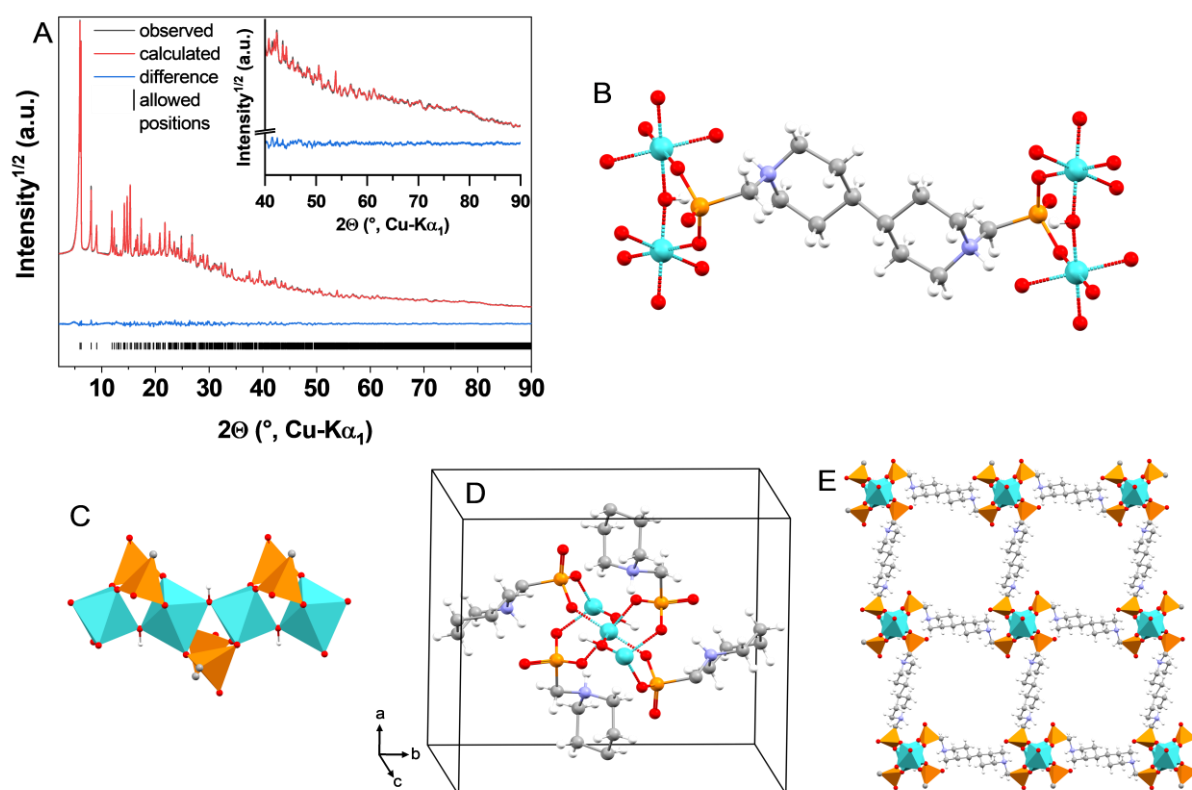 A
observed
calculated
difference
allowed
positions
Intensity1/2 (a.u.)
10 20 30 40 50 60 70 80 90
2Θ (°, Cu-Kα1)
Intensity1/2 (a.u.)
40 50 60 70 80 90
2Θ (°, Cu-Kα1)
B
C
D
a
b
c
E